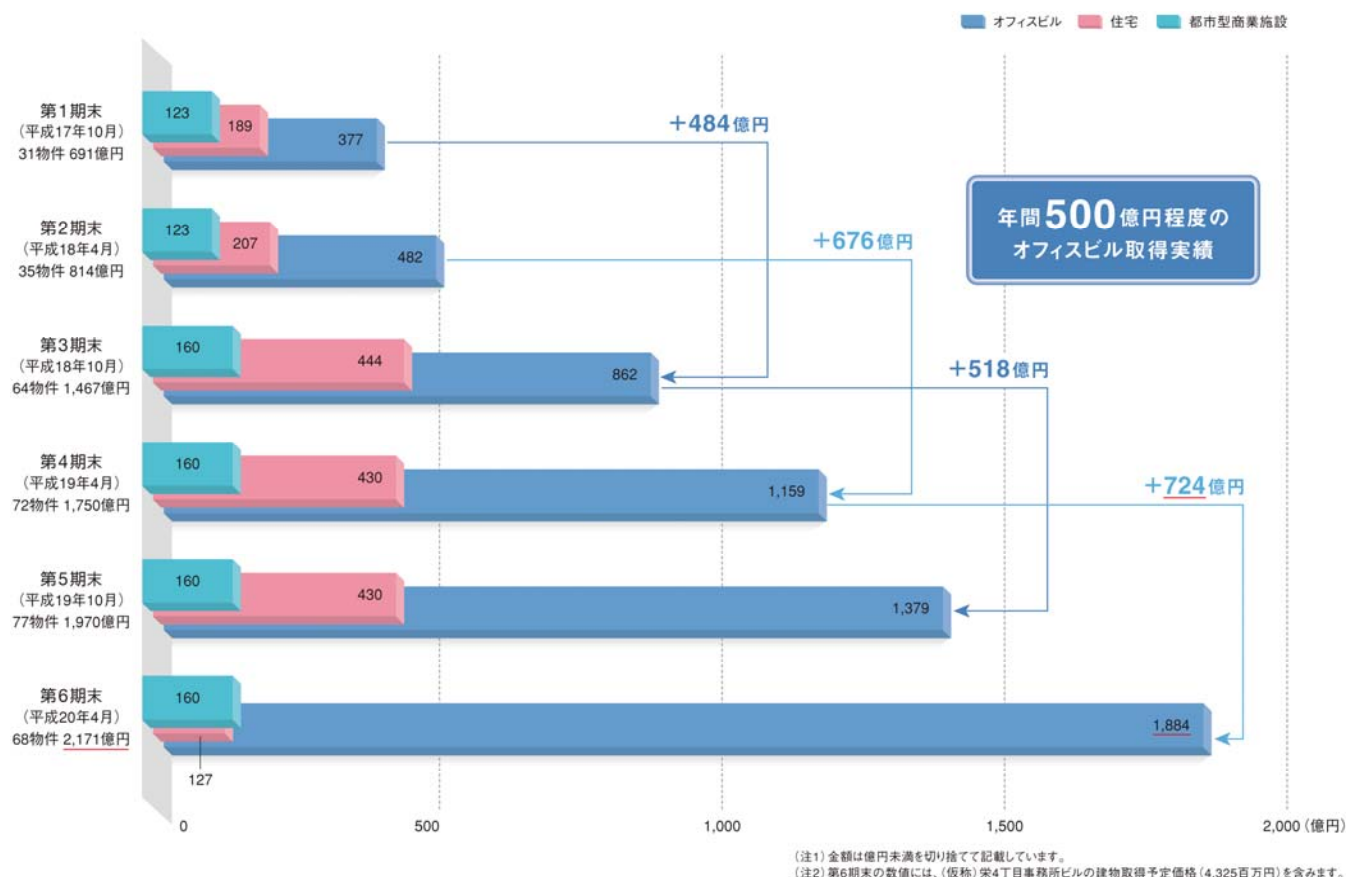 オフィスビル 住宅 都市型商業施設
第1期末
(平成17年10月)
31物件 691億円
123
189
377
+484億円
年間500億円程度の
オフィスビル取得実績
第2期末
(平成18年4月)
35物件 814億円
123
207
482
+676億円
第3期末
(平成18年10月)
64物件 1,467億円
160
444
862
+518億円
第4期末
(平成19年4月)
72物件 1,750億円
160
430
1,159
+724億円
第5期末
(平成19年10月)
77物件 1,970億円
160
430
1,379
第6期末
(平成20年4月)
68物件 2,171億円
160
127
1,884
0 500 1,000 1,500 2,000(億円)
(注1)金額は億円未満を切り捨てて記載しています。
(注2)第6期末の数値には、(仮称)栄4丁目事務所ビルの建物取得予定価格(4,325百万円)を含みます。